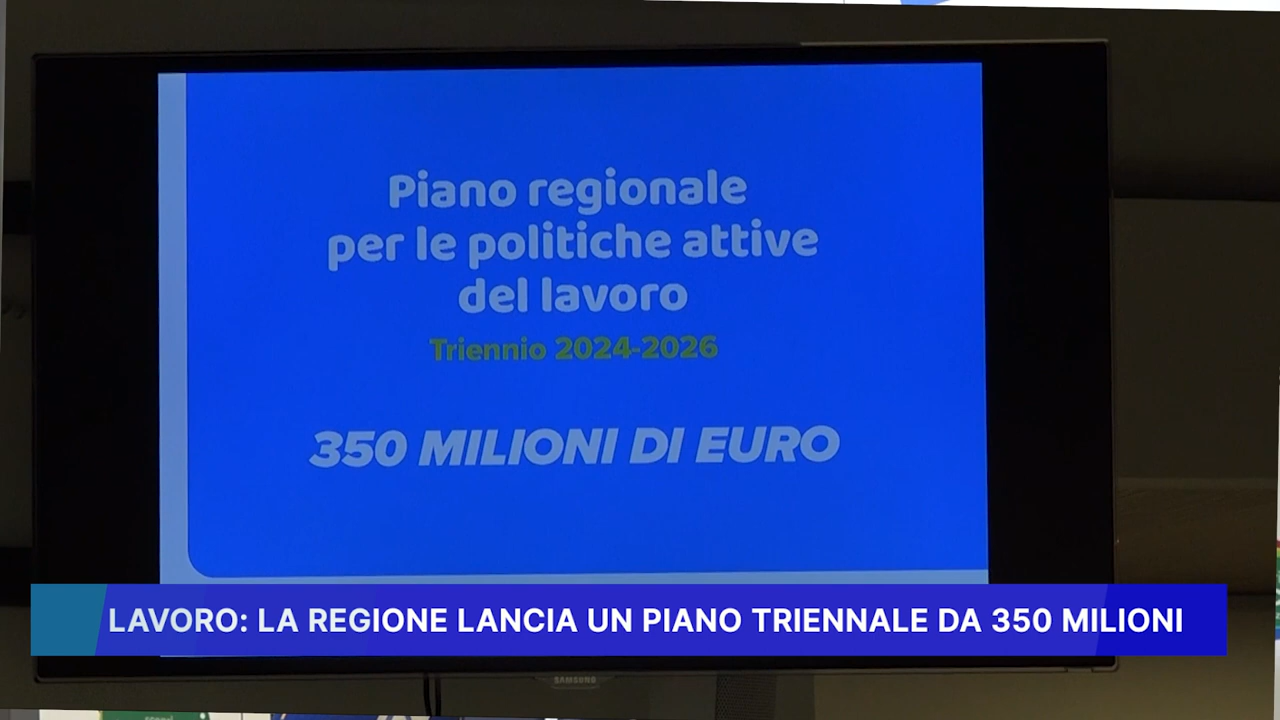 Piano regionale
per le politiche attive
del lavoro
Triennio 2024-2026
350 MILIONI DI EURO
LAVORO: LA REGIONE LANCIA UN PIANO TRIENNALE DA 350 MILIONI
SAMSUNG